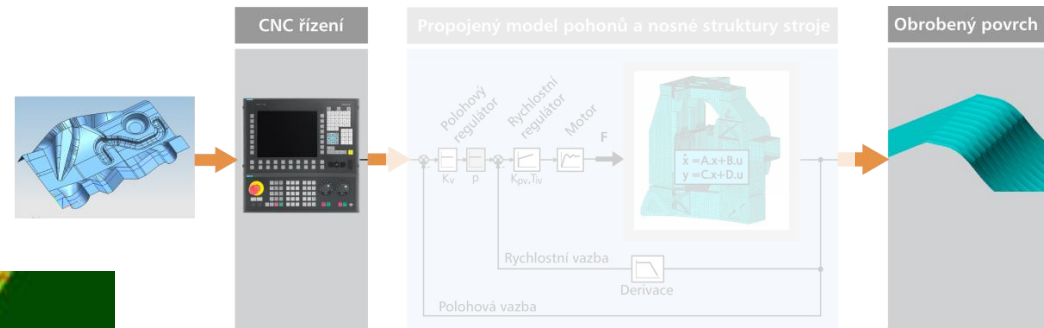 CNC řízení
Propojený model pohonů a nosné struktury stroje
Obrobený povrch
Polohový
regulátor
Rychlostní
regulátor
Motor
F
Kv
p
Kpv,Tiv
ẋ =A.x+B.u
y =C.x+D.u
Rychlostní vazba
Derivace
Polohová vazba